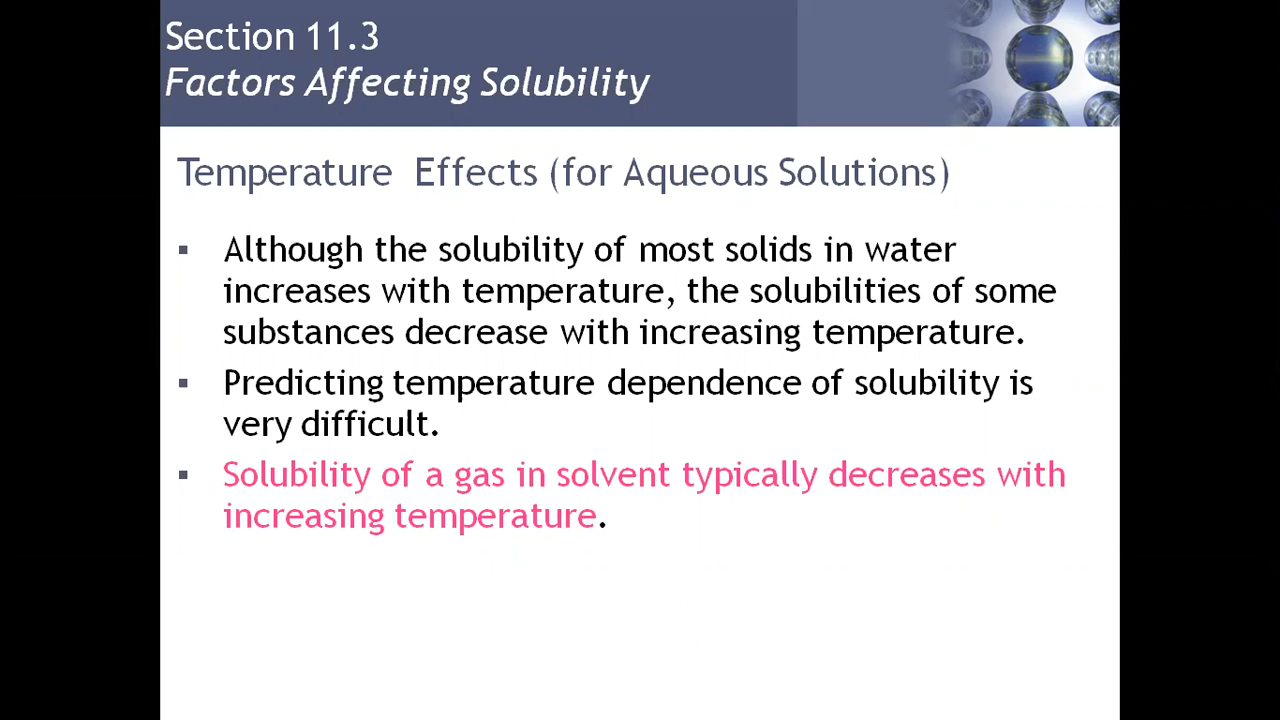 Section 11.3
Factors Affecting Solubility
Temperature Effects (for Aqueous Solutions)
▪ Although the solubility of most solids in water
increases with temperature, the solubilities of some
substances decrease with increasing temperature.
▪ Predicting temperature dependence of solubility is
very difficult.
▪ Solubility of a gas in solvent typically decreases with
increasing temperature.